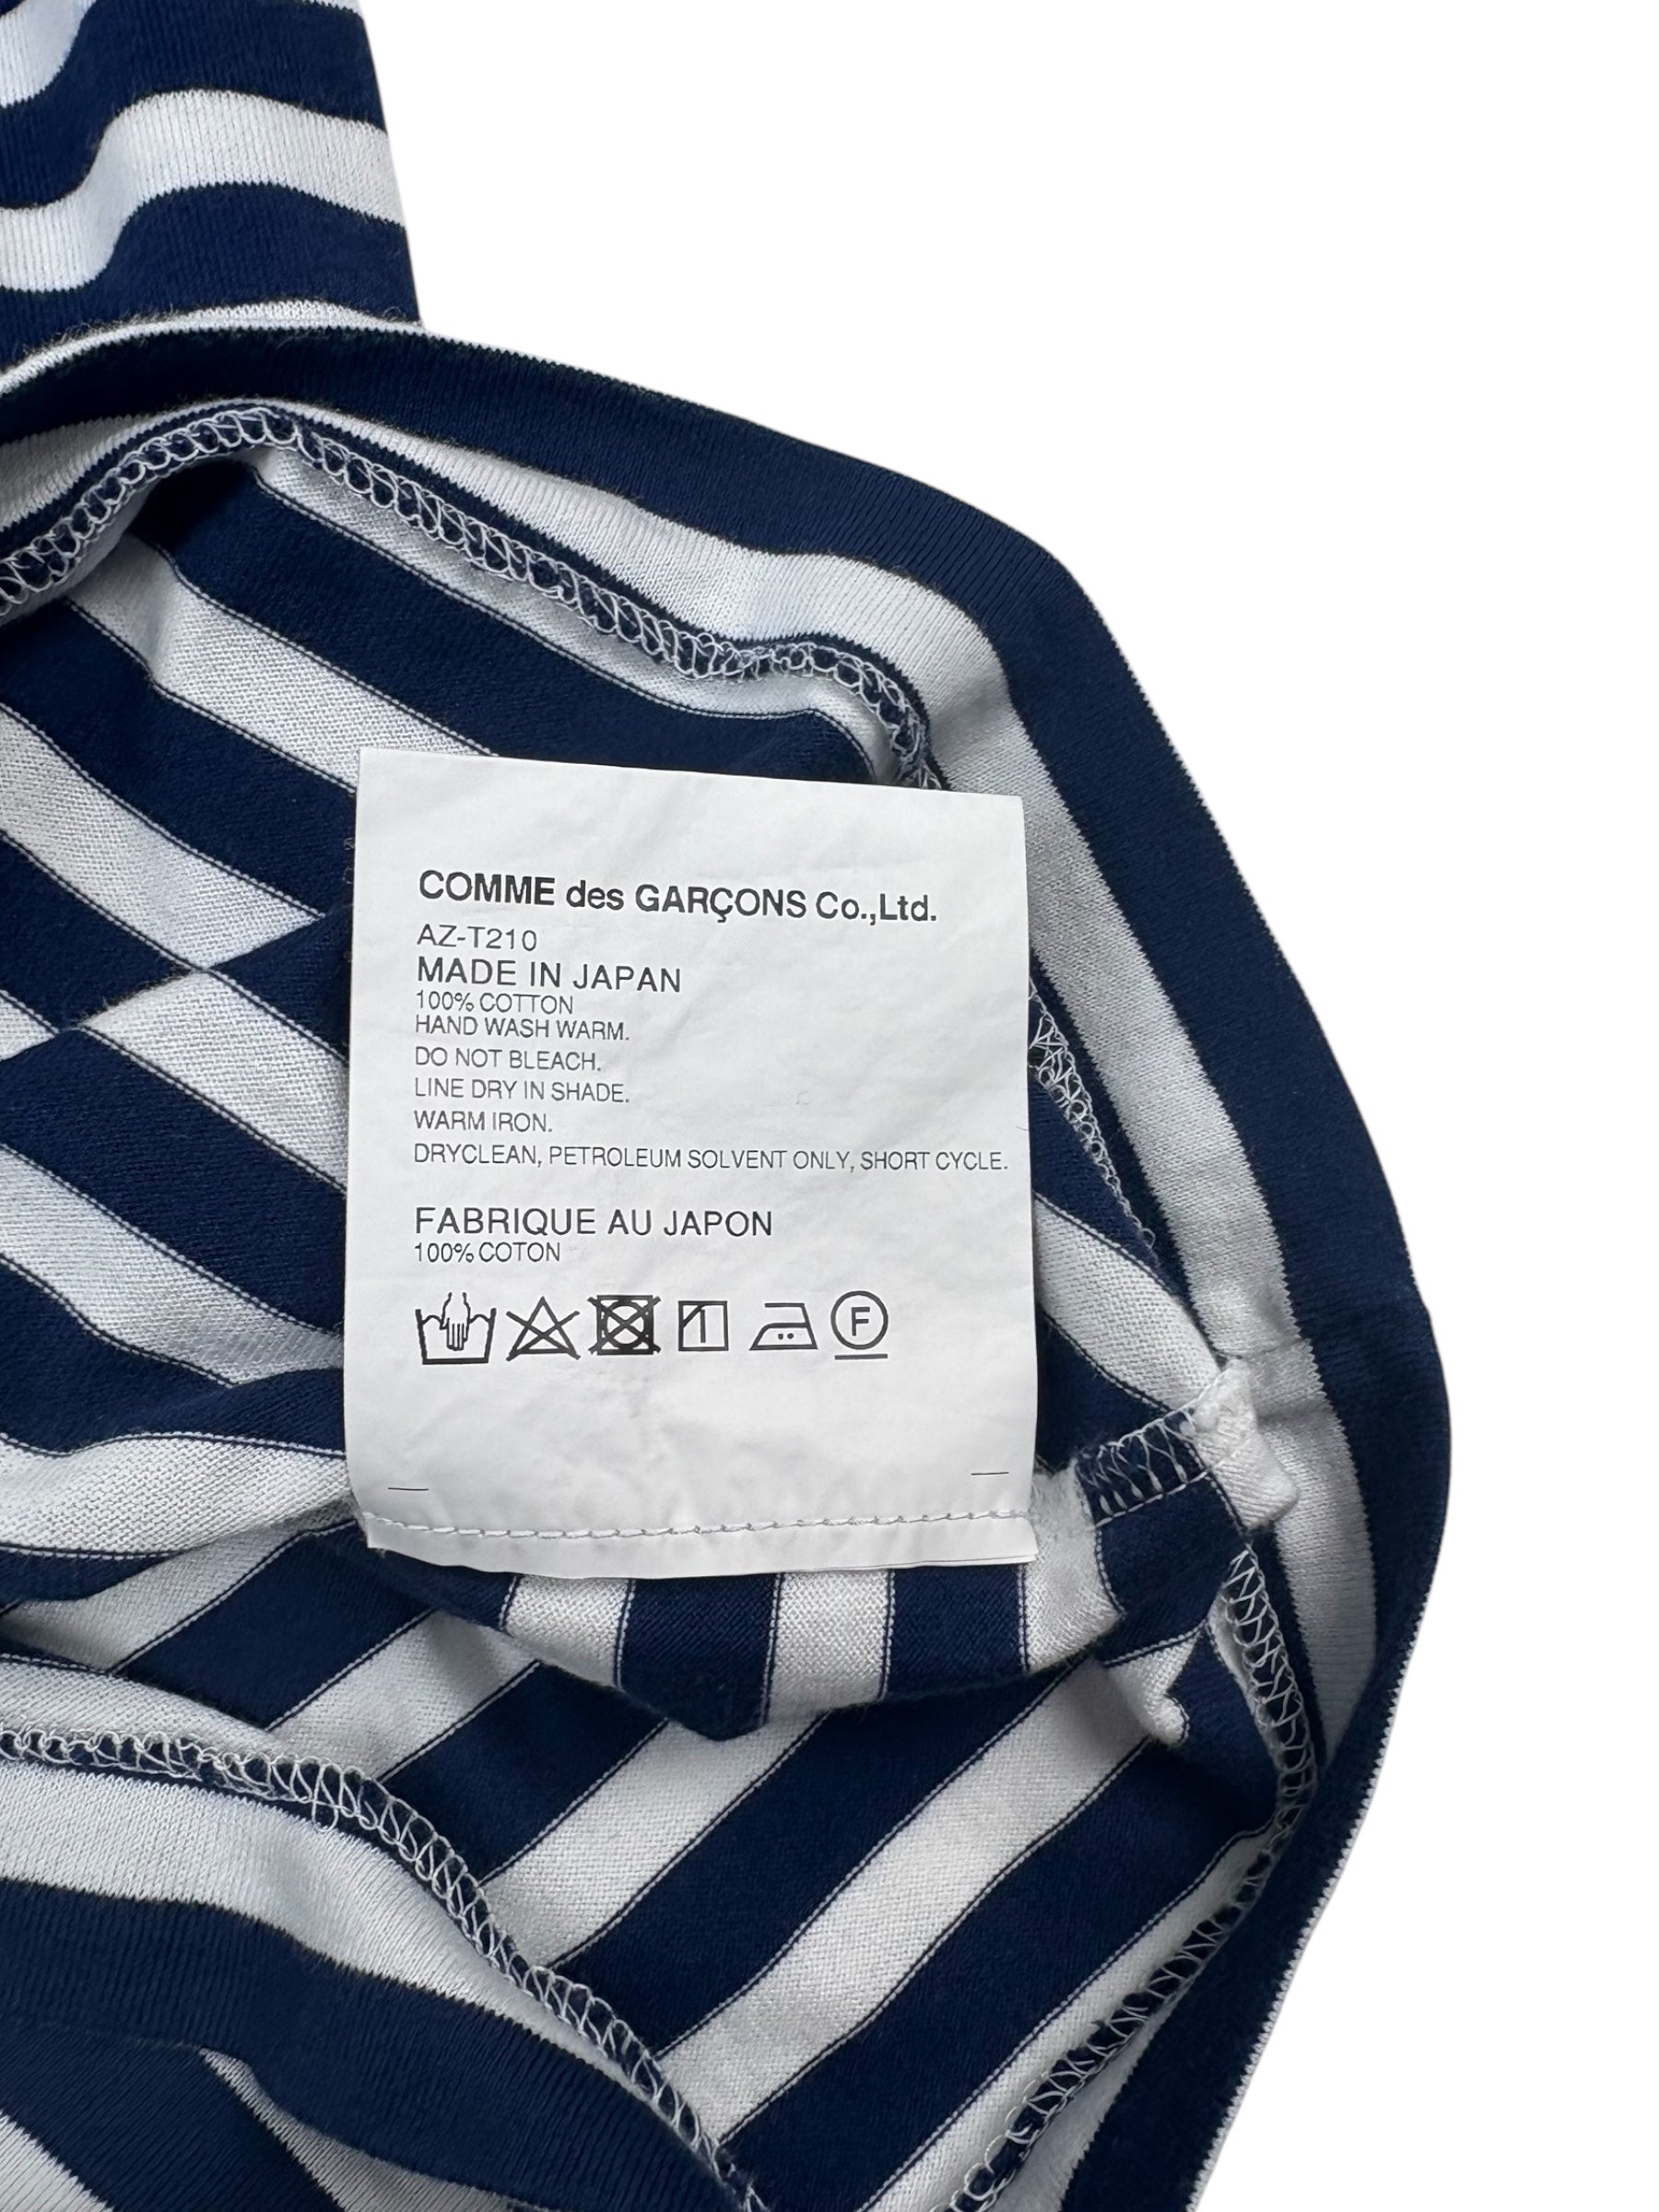 COMME des GARÇONS Co.,Ltd.
AZ-T210
MADE IN JAPAN
100% COTTON
HAND WASH WARM.
DO NOT BLEACH.
LINE DRY IN SHADE.
WARM IRON.
DRYCLEAN, PETROLEUM SOLVENT ONLY, SHORT CYCLE.
FABRIQUE AU JAPON
100% COTON
F